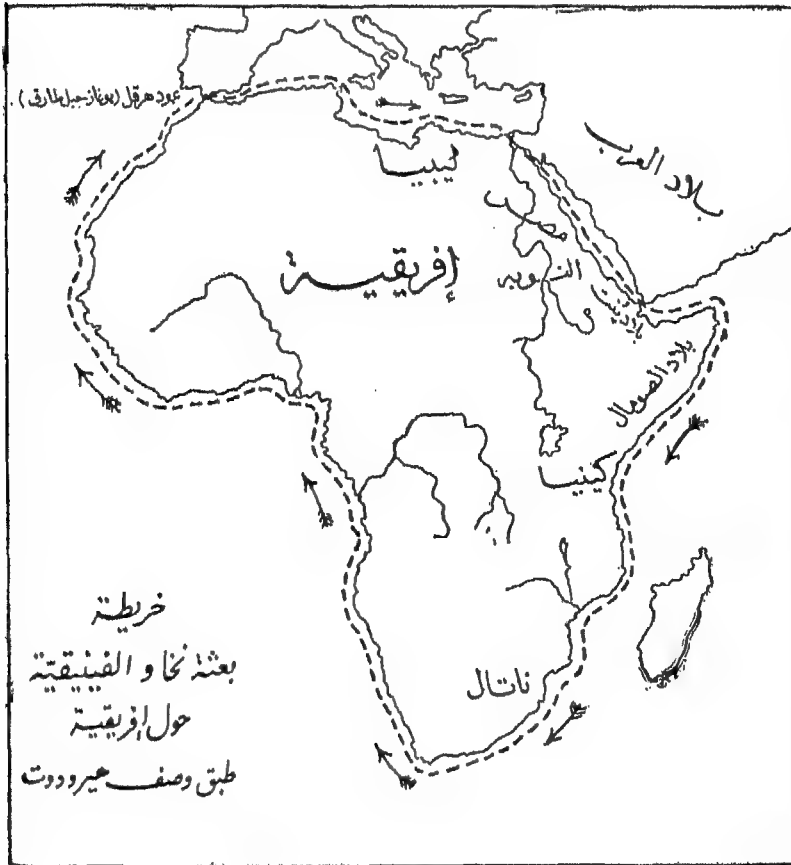 عمود هرقل (بوغاز جبل طارق).
ليبيا
بلاد العرب
مصر
إفريقية
النوبه
بلاد الصومال
كينيا
ناتال
خريطة
بعثة نخاو الفينيقية
حول إفريقية
طبق وصف هيرودوت